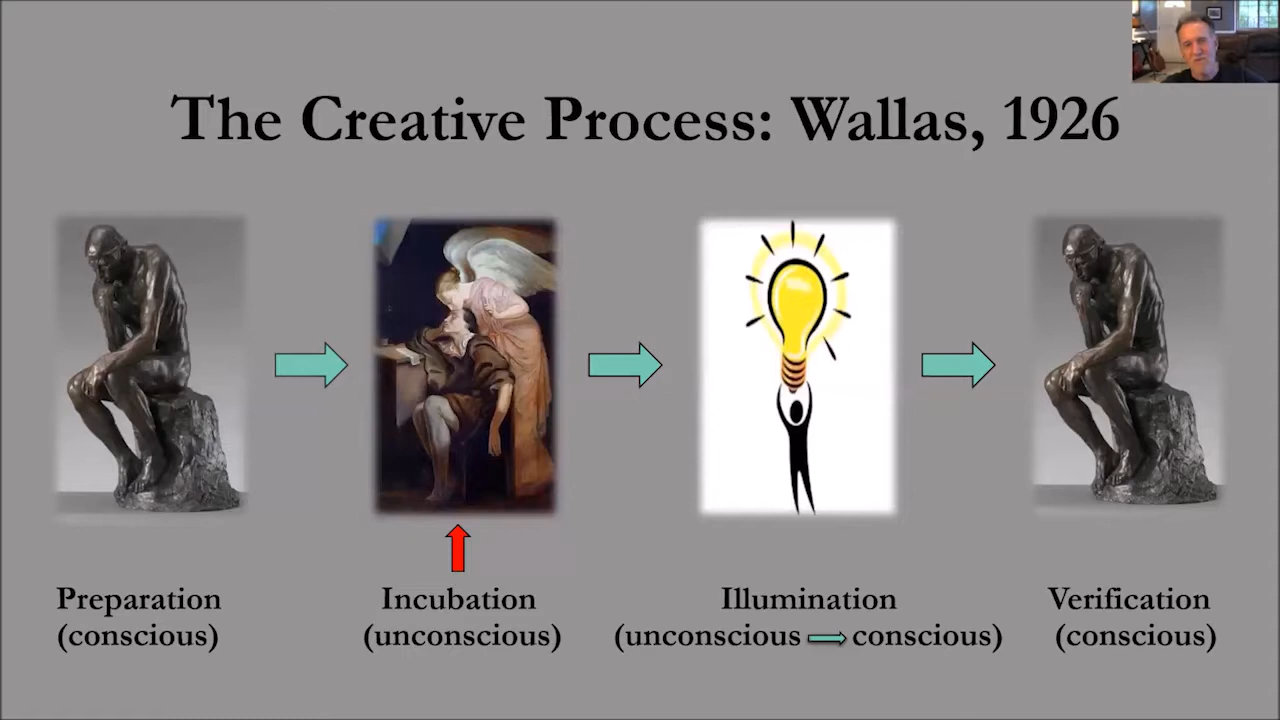 The Creative Process: Wallas, 1926
Preparation
(conscious)
Incubation
(unconscious)
Illumination
(unconscious conscious)
Verification
(conscious)